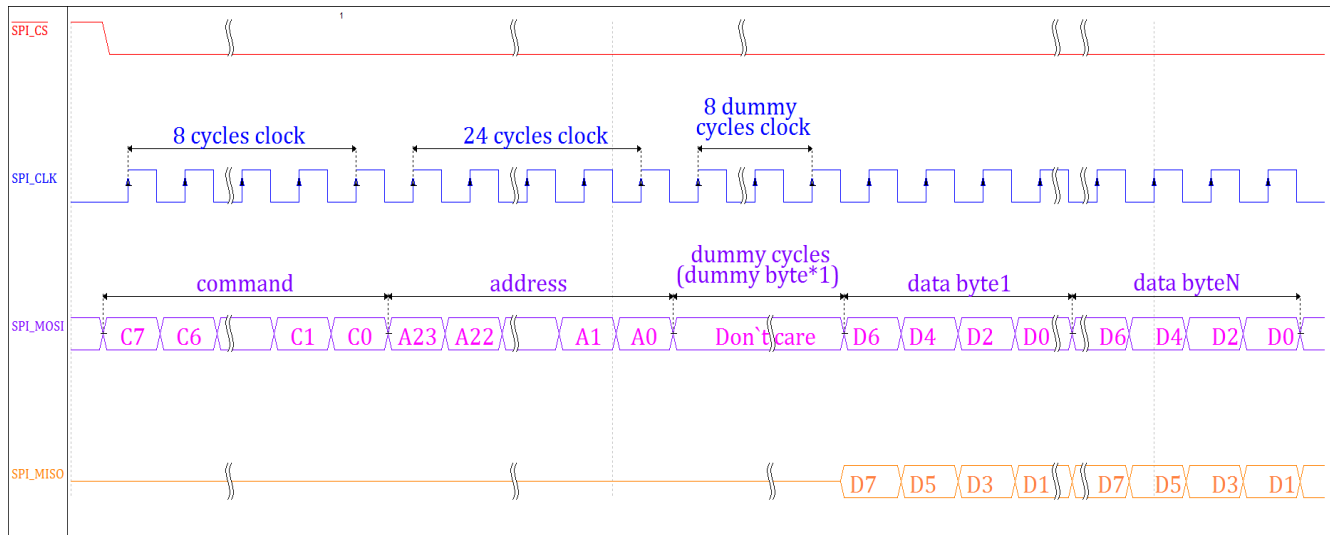 SPI_CS
1
8 dummy
cycles clock
8 cycles clock
24 cycles clock
SPI_CLK
dummy cycles
(dummy byte*1)
command
address
data byte1
data byteN
SPI_MOSI
C7 C6 C1 C0 A23 A22 A1 A0 Don`t care D6 D4 D2 D0 D6 D4 D2 D0
SPI_MISO
D7 D5 D3 D1 D7 D5 D3 D1